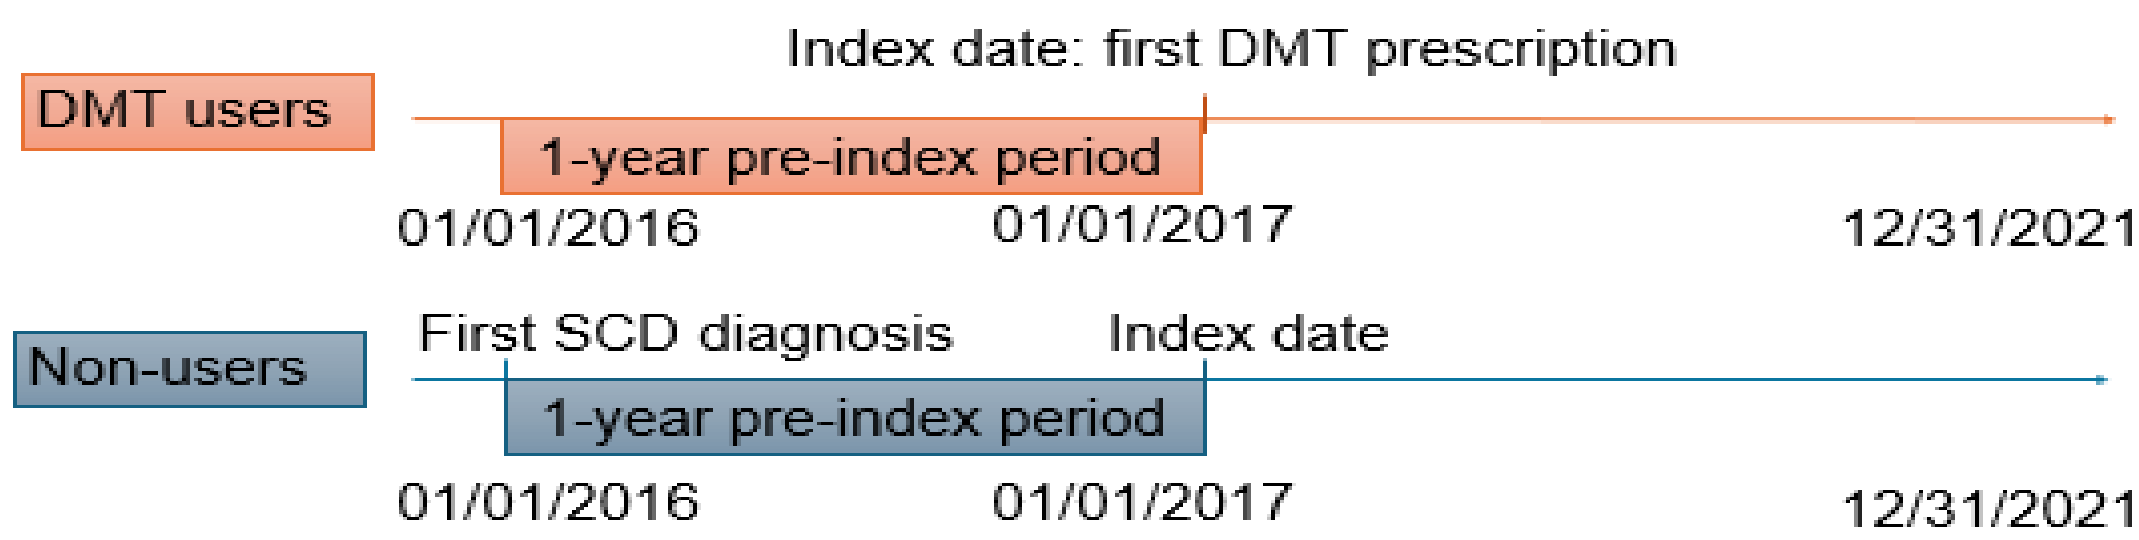 Index date: first DMT prescription
DMT users
1-year pre-index period
01/01/2016 01/01/2017 12/31/2021
First SCD diagnosis Index date
Non-users
1-year pre-index period
01/01/2016 01/01/2017 12/31/2021